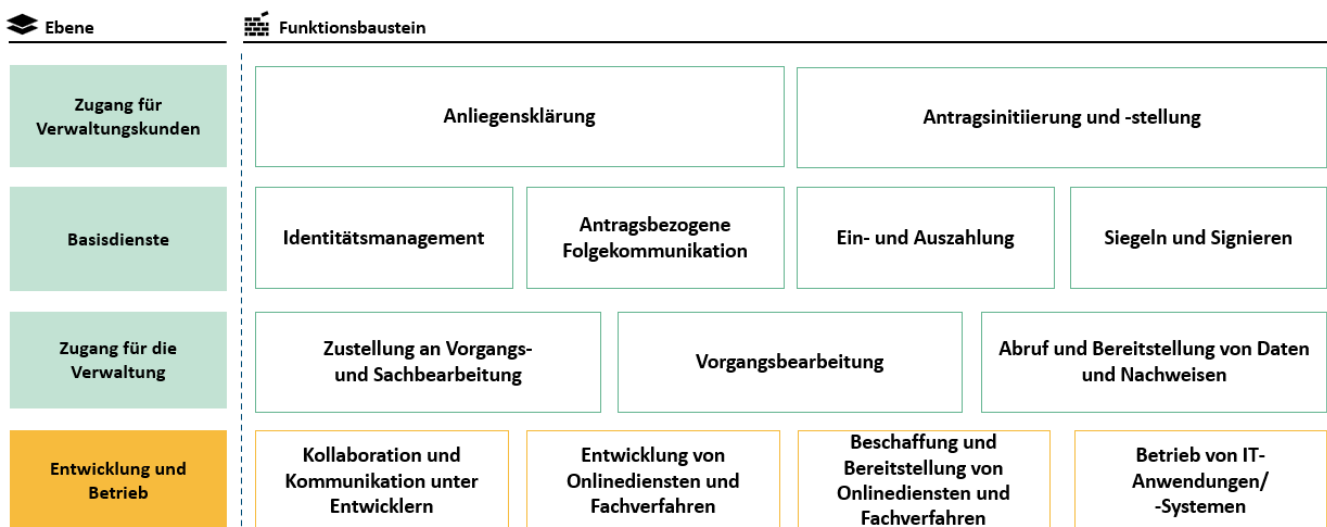 Ebene
Funktionsbaustein
Zugang für
Verwaltungskunden
Anliegensklärung
Antragsinitiierung und -stellung
Basisdienste
Identitätsmanagement
Antragsbezogene
Folgekommunikation
Ein- und Auszahlung
Siegeln und Signieren
Zugang für die
Verwaltung
Zustellung an Vorgangs-
und Sachbearbeitung
Vorgangsbearbeitung
Abruf und Bereitstellung von Daten
und Nachweisen
Entwicklung und
Betrieb
Kollaboration und
Kommunikation unter
Entwicklern
Entwicklung von
Onlinediensten und
Fachverfahren
Beschaffung und
Bereitstellung von
Onlinediensten und
Fachverfahren
Betrieb von IT-
Anwendungen/
-Systemen